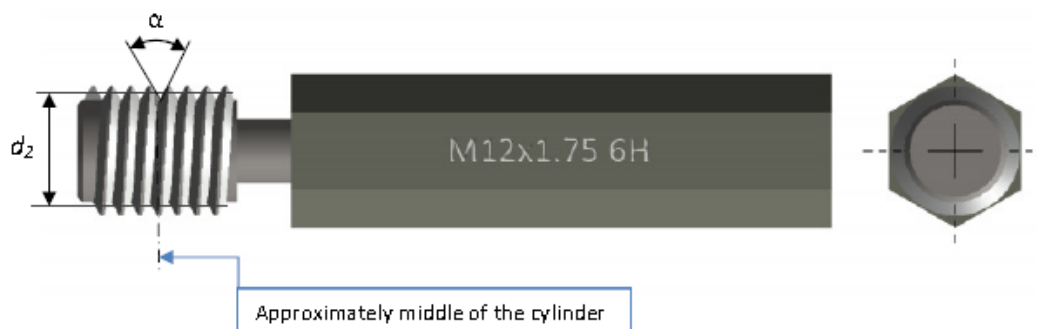 α
d₂
M12x1.75 6H
Approximately middle of the cylinder